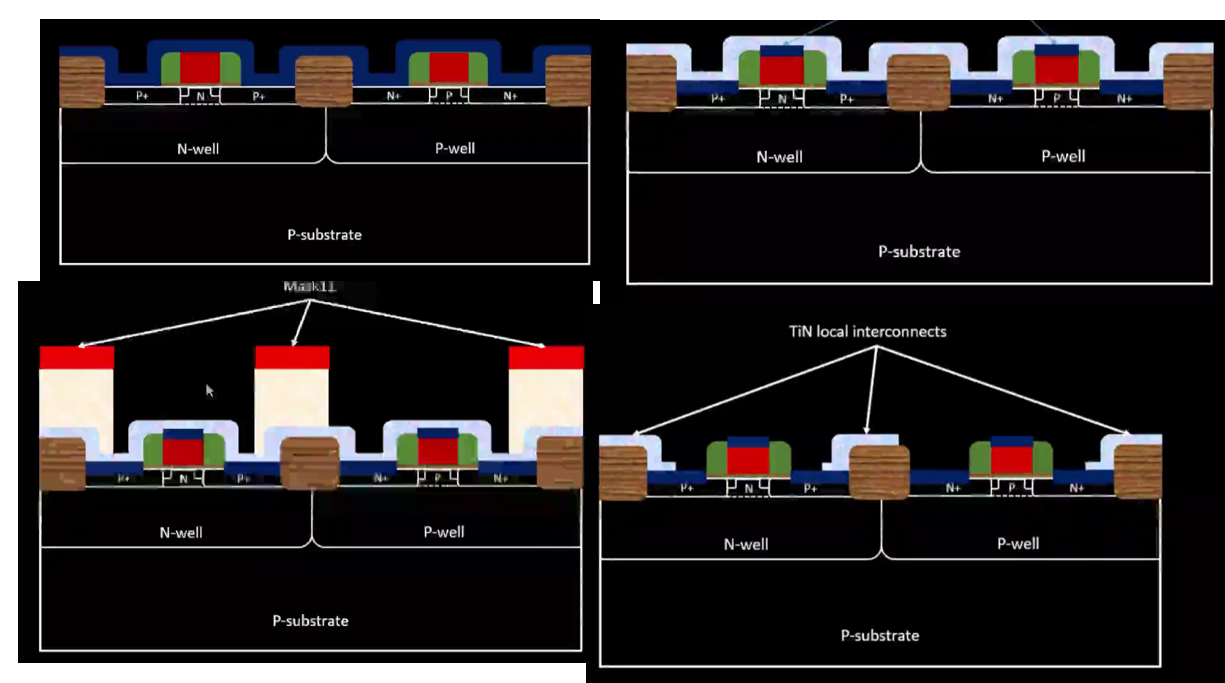 P+ N P+ N+ P N+
N-well P-well
P-substrate
P+ N P+ N+ P N+
N-well P-well
P-substrate
Mask11
P+ N P+ N+ P N+
N-well P-well
P-substrate
TiN local interconnects
P+ N P+ N+ P N+
N-well P-well
P-substrate